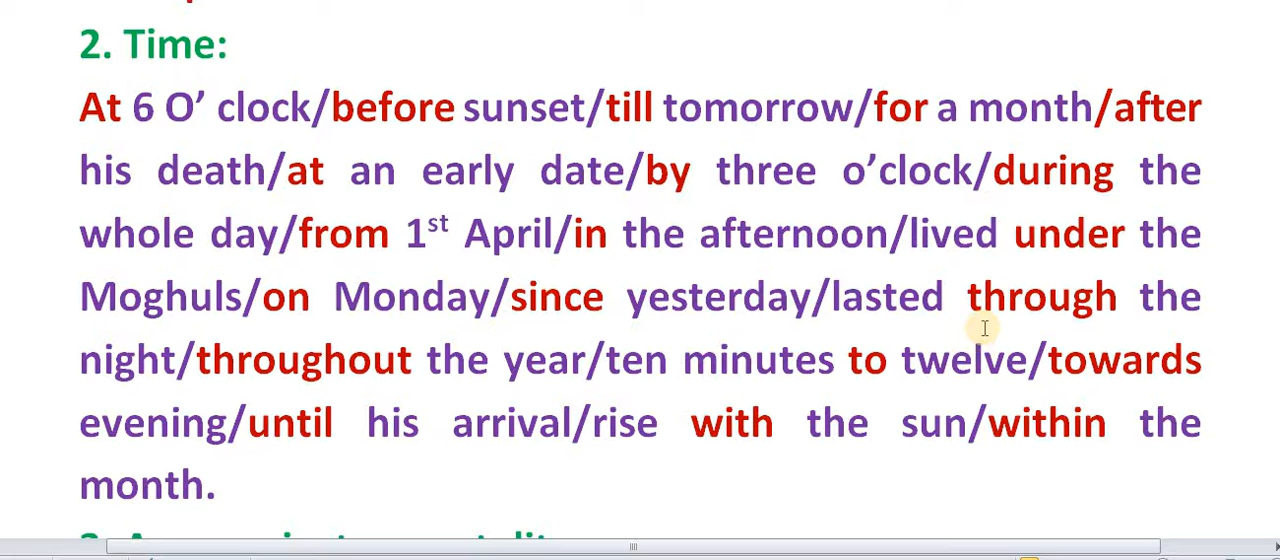 2. Time:
At 6 O’ clock/before sunset/till tomorrow/for a month/after
his death/at an early date/by three o’clock/during the
whole day/from 1st April/in the afternoon/lived under the
Moghuls/on Monday/since yesterday/lasted through the
night/throughout the year/ten minutes to twelve/towards
evening/until his arrival/rise with the sun/within the
month.